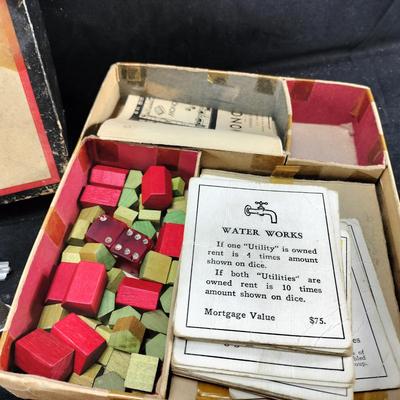 MONO
WATER WORKS
If one "Utility" is owned
rent is 4 times amount
shown on dice.
If both "Utilities" are
owned rent is 10 times
amount shown on dice.
Mortgage Value $75.